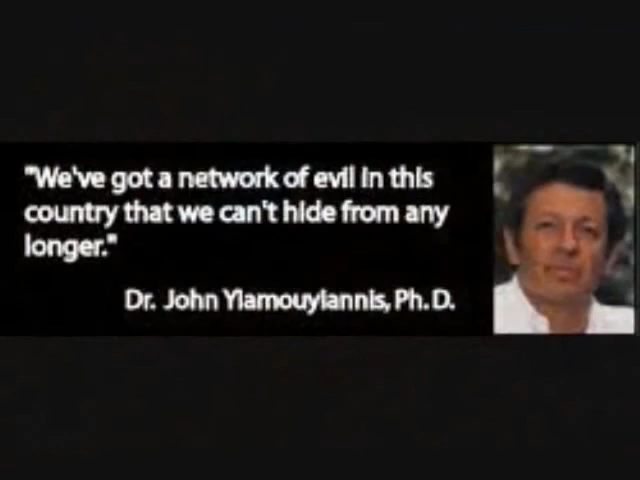 "We've got a network of evil in this
country that we can't hide from any
longer."
Dr. John Yiamouyiannis, Ph.D.